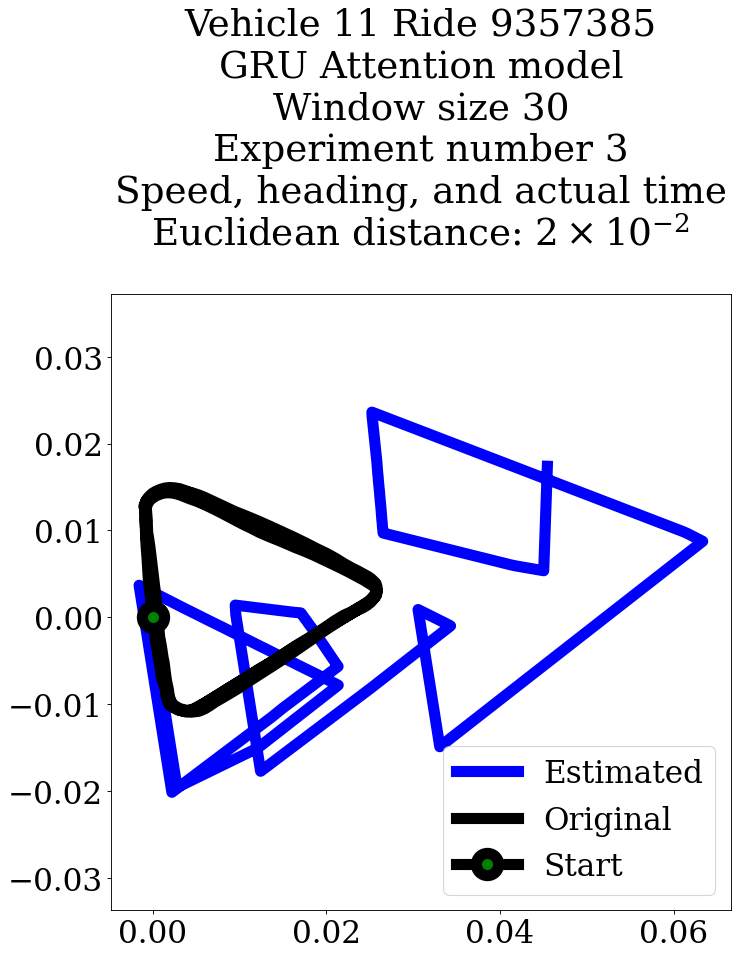 Vehicle 11 Ride 9357385
GRU Attention model
Window size 30
Experiment number 3
Speed, heading, and actual time
Euclidean distance: 2 × 10⁻²
0.03
0.02
0.01
0.00
−0.01
−0.02
−0.03
Estimated
Original
Start
0.00 0.02 0.04 0.06